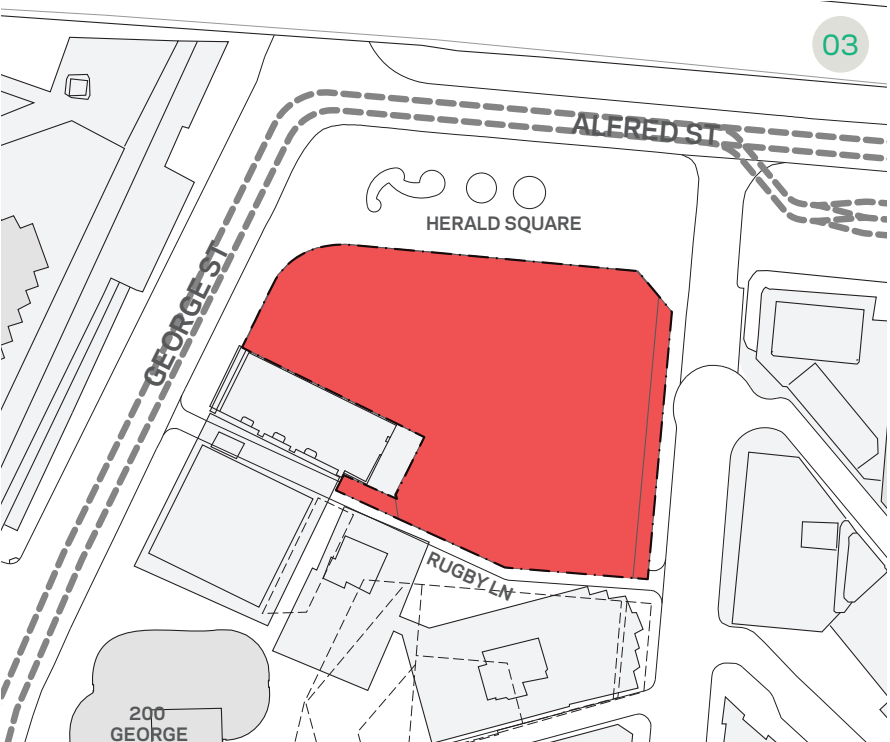 03
ALFRED ST
HERALD SQUARE
GEORGE ST
RUGBY LN
200
GEORGE